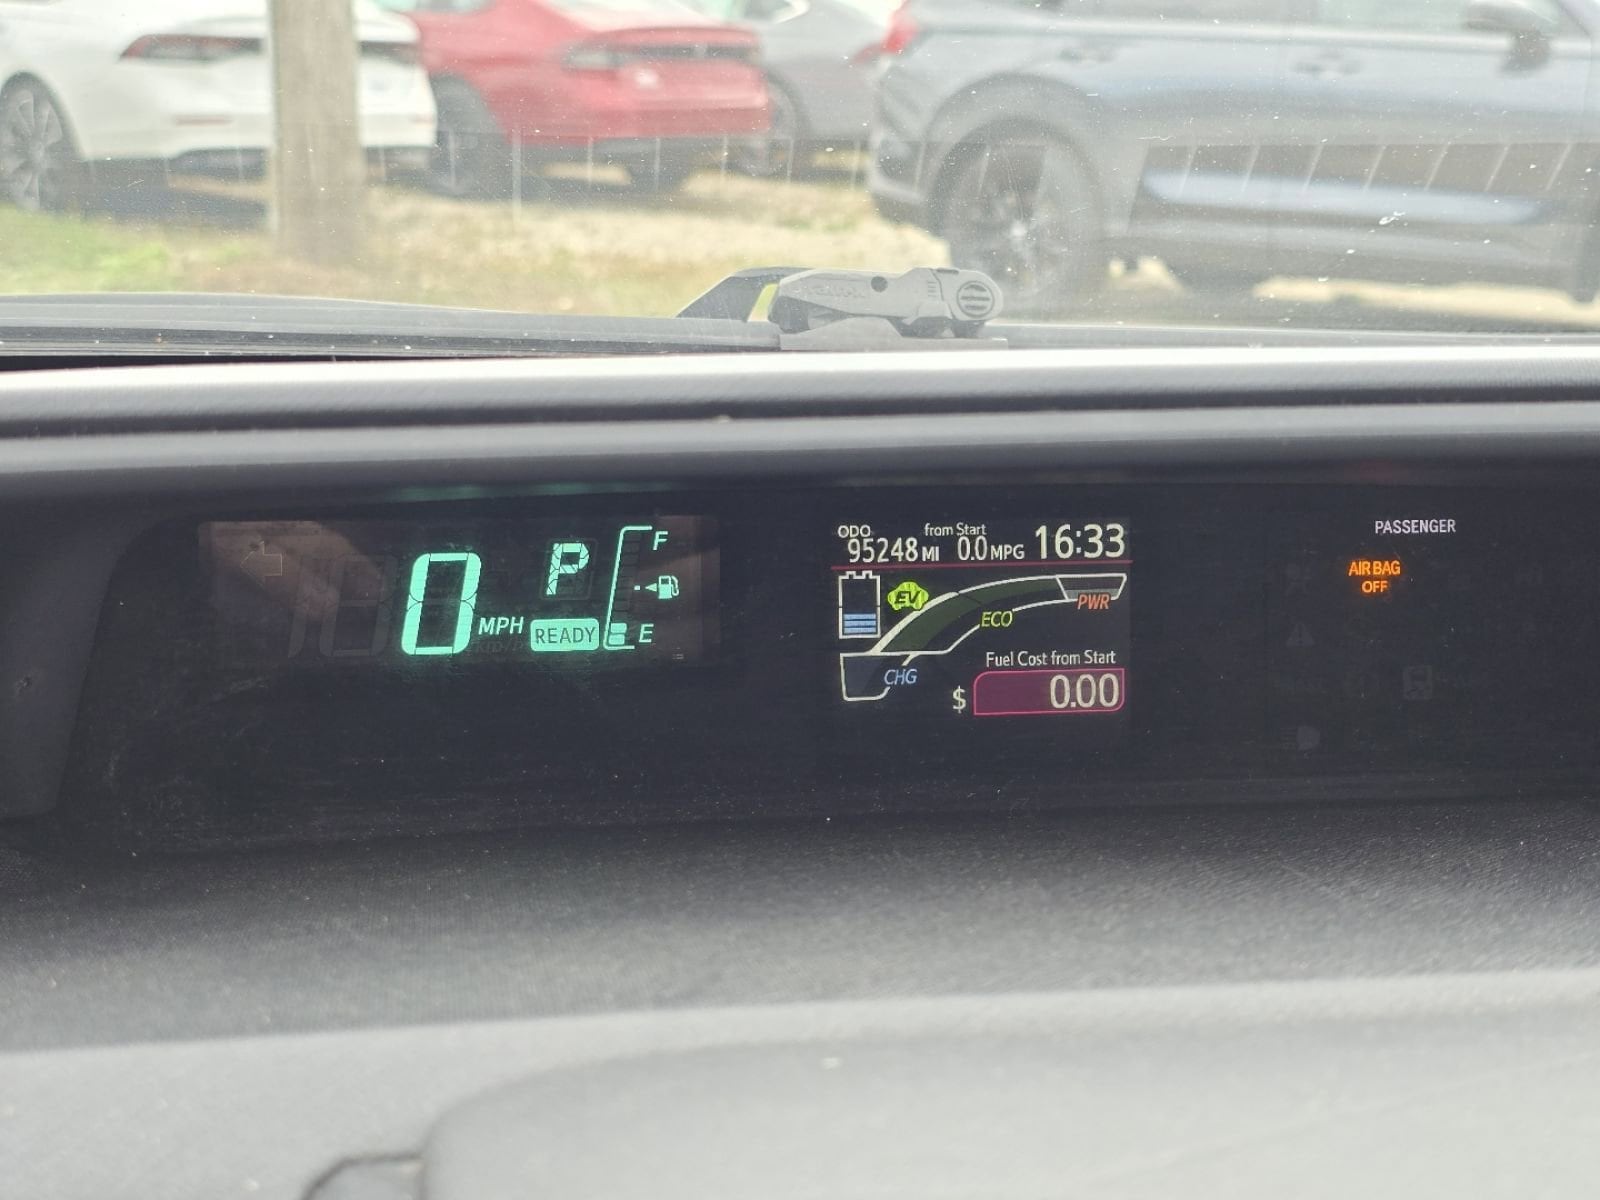 ODO
95248 MI
from Start
0.0 MPG
16:33
EV
ECO
PWR
CHG
Fuel Cost from Start
$ 0.00
0 MPH
P
READY
F
E
PASSENGER
AIR BAG
OFF